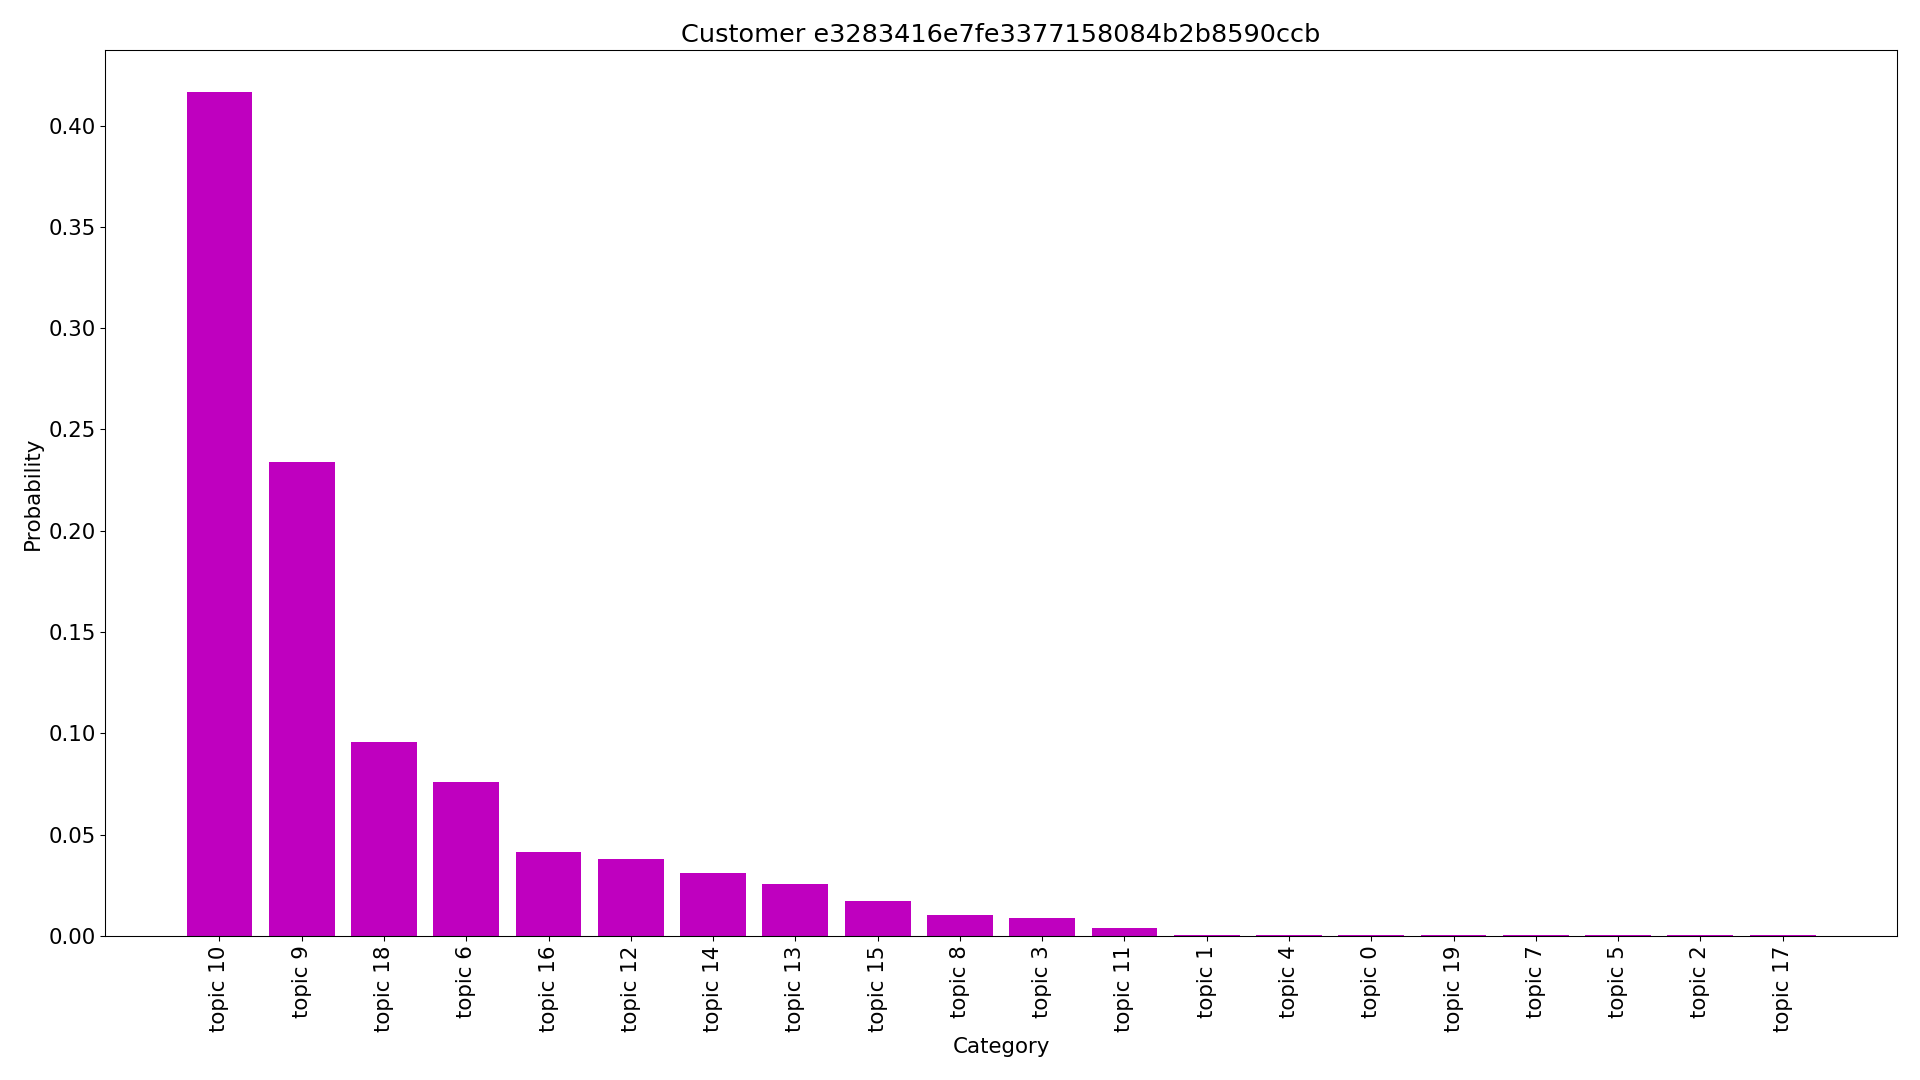 Customer e3283416e7fe3377158084b2b8590ccb
Probability
0.40
0.35
0.30
0.25
0.20
0.15
0.10
0.05
0.00
topic 10
topic 9
topic 18
topic 6
topic 16
topic 12
topic 14
topic 13
topic 15
topic 8
topic 3
topic 11
topic 1
topic 4
topic 0
topic 19
topic 7
topic 5
topic 2
topic 17
Category